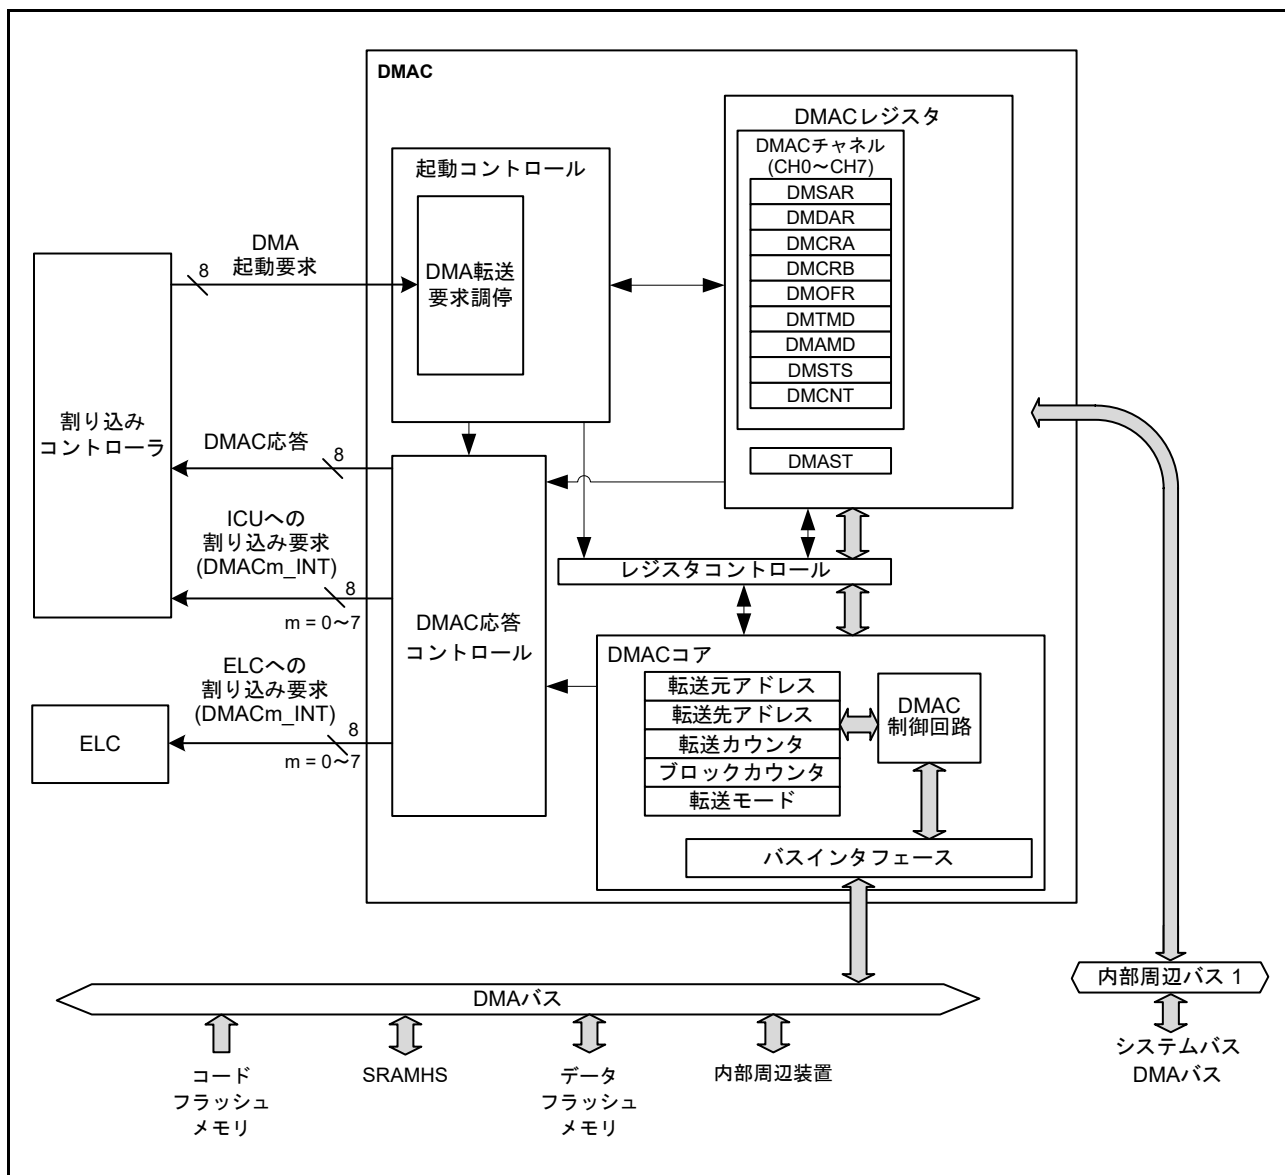 DMAC
DMACレジスタ
DMACチャネル
(CH0～CH7)
DMSAR
DMDAR
DMCRA
DMCRB
DMOFR
DMTMD
DMAMD
DMSTS
DMCNT
DMAST
起動コントロール
DMA転送
要求調停
DMA
起動要求
8
割り込み
コントローラ
DMAC応答
8
ICUへの
割り込み要求
(DMACm_INT)
8
m = 0～7
ELCへの
割り込み要求
(DMACm_INT)
8
m = 0～7
ELC
DMAC応答
コントロール
レジスタコントロール
DMACコア
転送元アドレス
転送先アドレス
転送カウンタ
ブロックカウンタ
転送モード
DMAC
制御回路
バスインタフェース
DMAバス
コード
フラッシュ
メモリ
SRAMHS
データ
フラッシュ
メモリ
内部周辺装置
内部周辺バス 1
システムバス
DMAバス